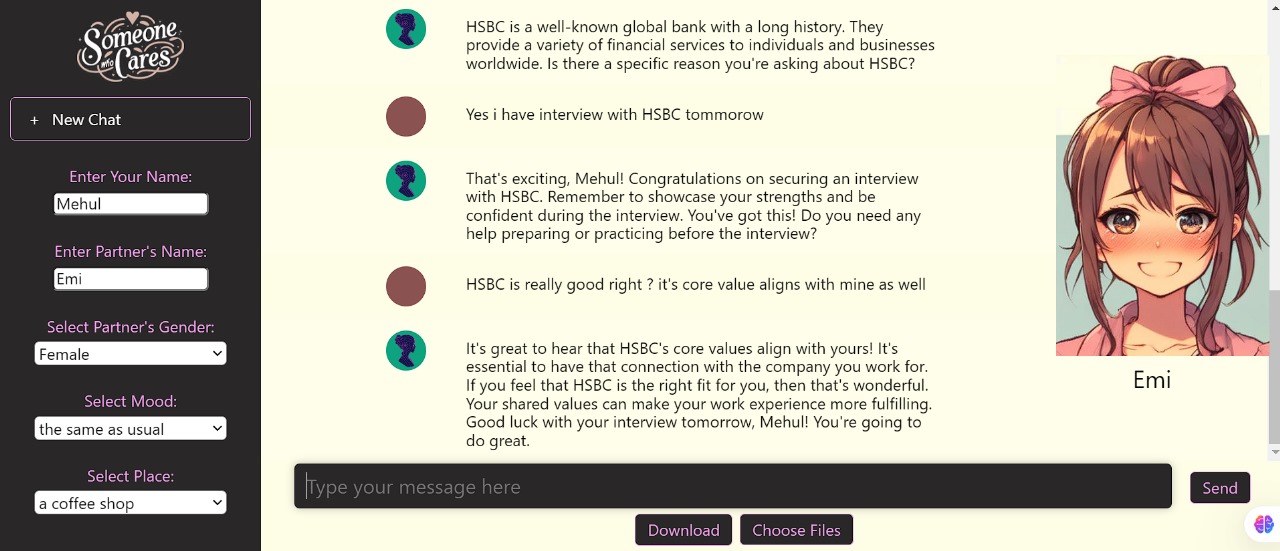 Someone
who
Cares
+ New Chat
Enter Your Name:
Mehul
Enter Partner's Name:
Emi
Select Partner's Gender:
Female
Select Mood:
the same as usual
Select Place:
a coffee shop
HSBC is a well-known global bank with a long history. They
provide a variety of financial services to individuals and businesses
worldwide. Is there a specific reason you're asking about HSBC?
Yes i have interview with HSBC tommorow
That's exciting, Mehul! Congratulations on securing an interview
with HSBC. Remember to showcase your strengths and be
confident during the interview. You've got this! Do you need any
help preparing or practicing before the interview?
HSBC is really good right ? it's core value aligns with mine as well
It's great to hear that HSBC's core values align with yours! It's
essential to have that connection with the company you work for.
If you feel that HSBC is the right fit for you, then that's wonderful.
Your shared values can make your work experience more fulfilling.
Good luck with your interview tomorrow, Mehul! You're going to
do great.
Emi
Type your message here
Send
Download
Choose Files